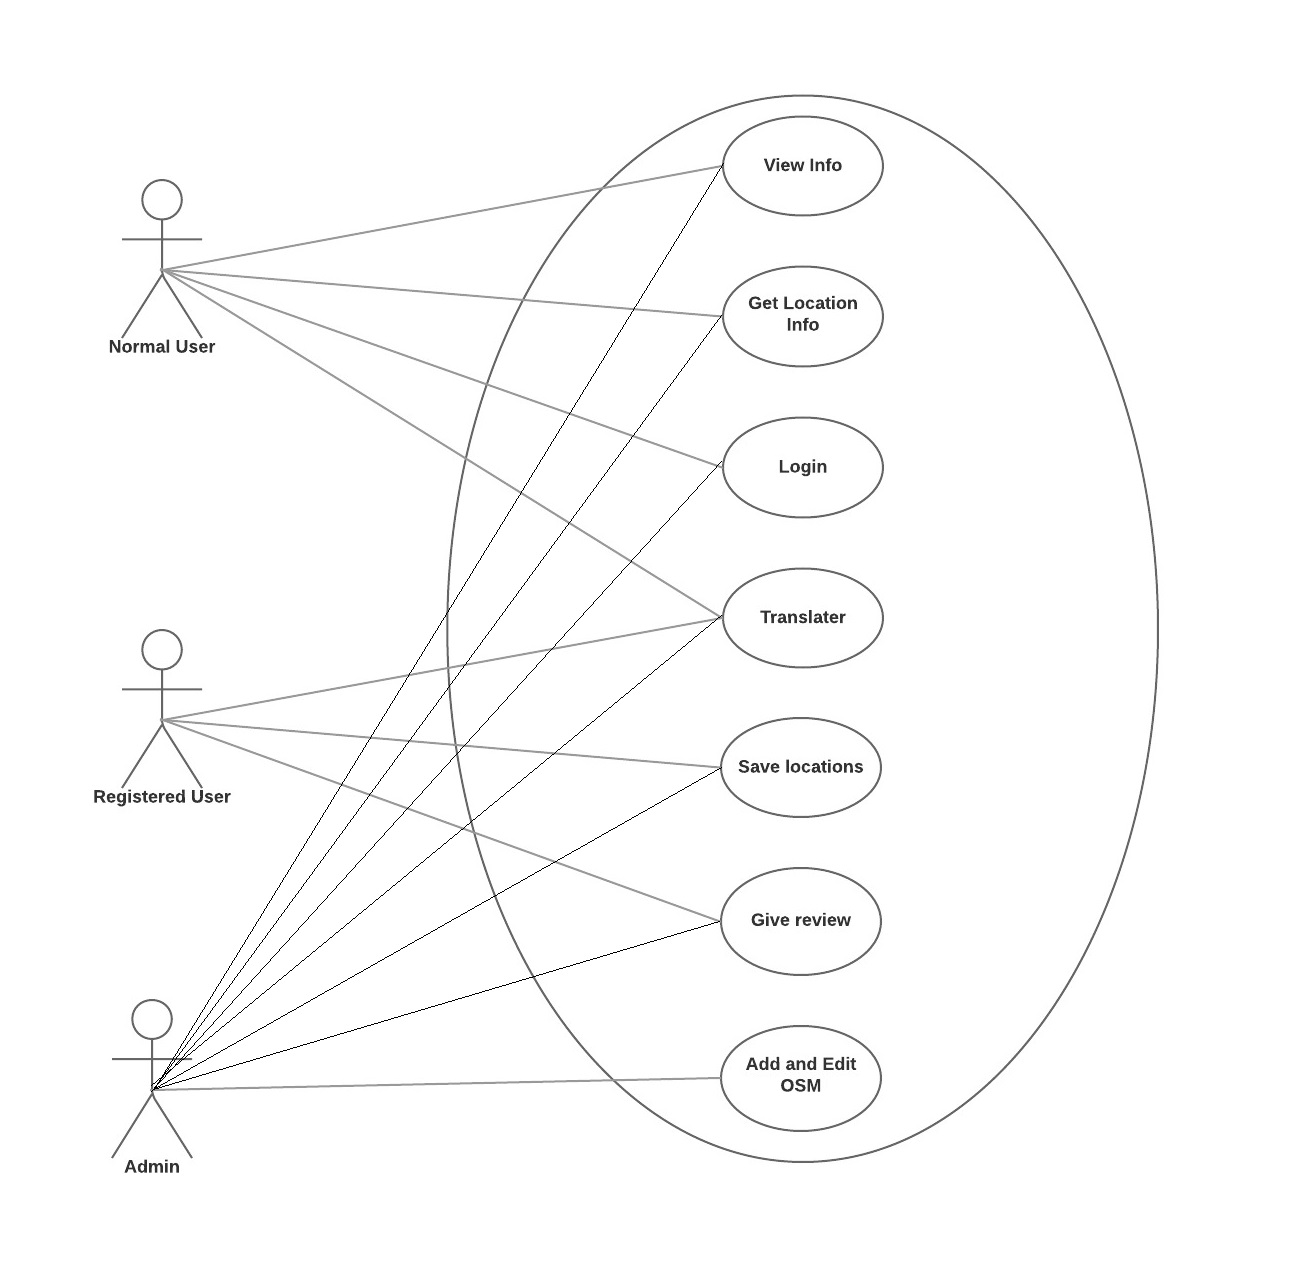 View Info
Get Location
Info
Normal User
Login
Translater
Save locations
Registered User
Give review
Add and Edit
OSM
Admin